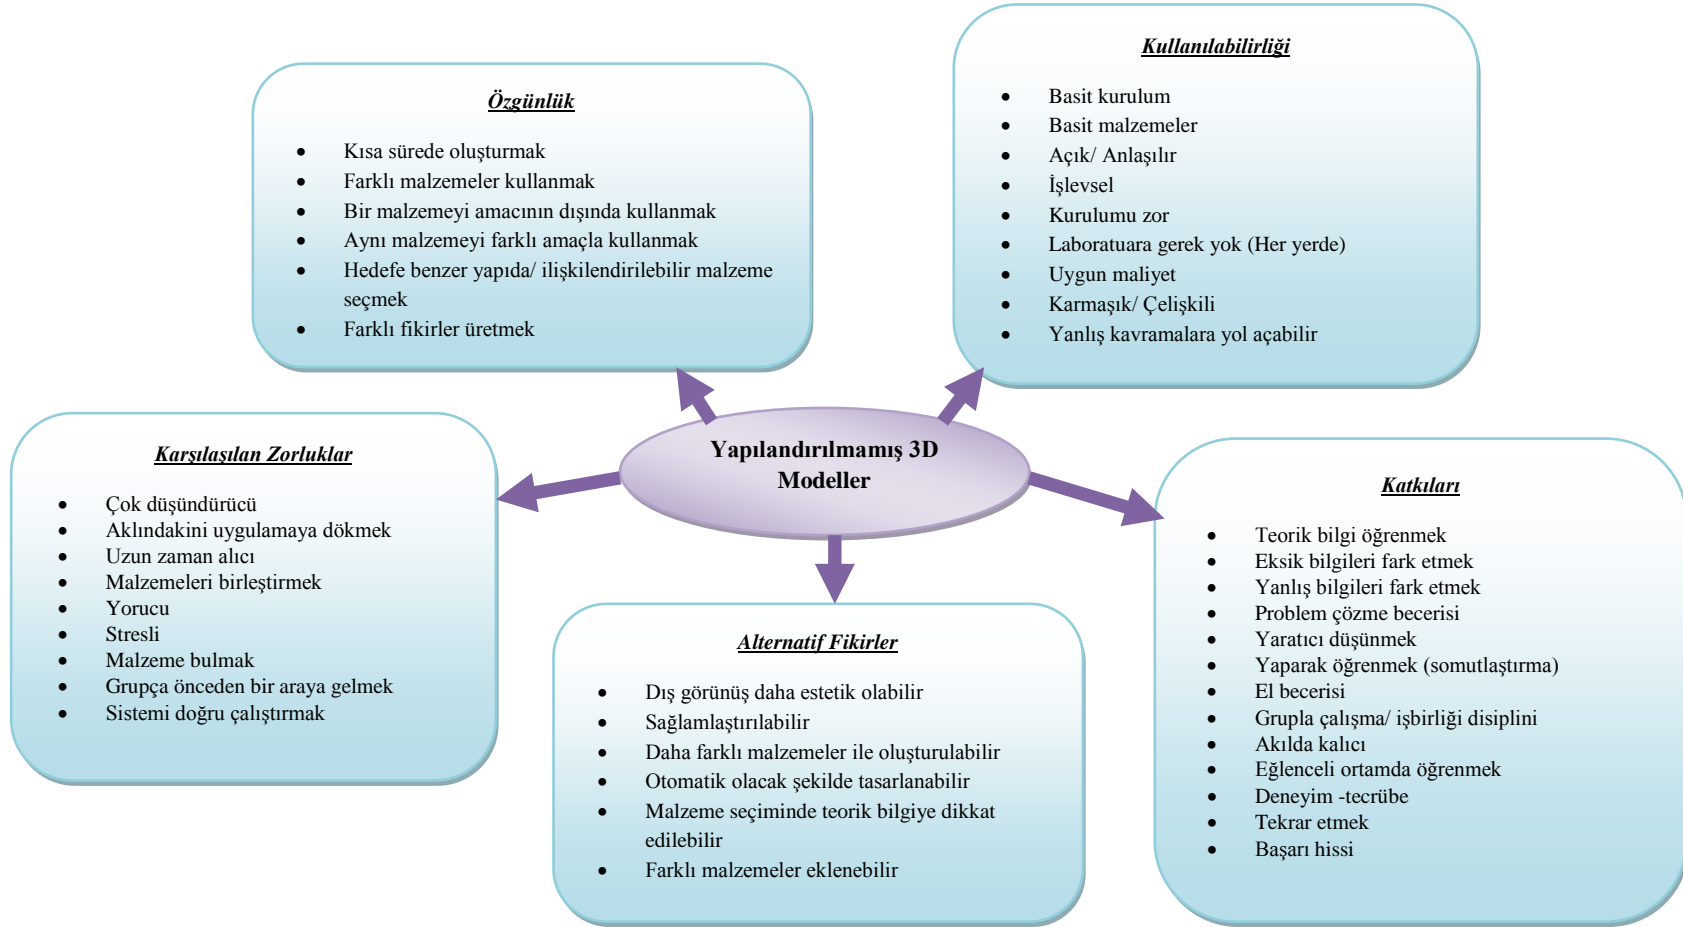 Kullanılabilirliği
• Basit kurulum
• Basit malzemeler
• Açık/ Anlaşılır
• İşlevsel
• Kurulumu zor
• Laboratuara gerek yok (Her yerde)
• Uygun maliyet
• Karmaşık/ Çelişkili
• Yanlış kavramalara yol açabilir
Özgünlük
• Kısa sürede oluşturmak
• Farklı malzemeler kullanmak
• Bir malzemeyi amacının dışında kullanmak
• Aynı malzemeyi farklı amaçla kullanmak
• Hedefe benzer yapıda/ ilişkilendirilebilir malzeme
seçmek
• Farklı fikirler üretmek
Yapılandırılmamış 3D
Modeller
Karşılaşılan Zorluklar
• Çok düşündürücü
• Aklındakini uygulamaya dökmek
• Uzun zaman alıcı
• Malzemeleri birleştirmek
• Yorucu
• Stresli
• Malzeme bulmak
• Grupça önceden bir araya gelmek
• Sistemi doğru çalıştırmak
Alternatif Fikirler
• Dış görünüş daha estetik olabilir
• Sağlamlaştırılabilir
• Daha farklı malzemeler ile oluşturulabilir
• Otomatik olacak şekilde tasarlanabilir
• Malzeme seçiminde teorik bilgiye dikkat
edilebilir
• Farklı malzemeler eklenebilir
Katkıları
• Teorik bilgi öğrenmek
• Eksik bilgileri fark etmek
• Yanlış bilgileri fark etmek
• Problem çözme becerisi
• Yaratıcı düşünmek
• Yaparak öğrenmek (somutlaştırma)
• El becerisi
• Grupla çalışma/ işbirliği disiplini
• Akılda kalıcı
• Eğlenceli ortamda öğrenmek
• Deneyim -tecrübe
• Tekrar etmek
• Başarı hissi